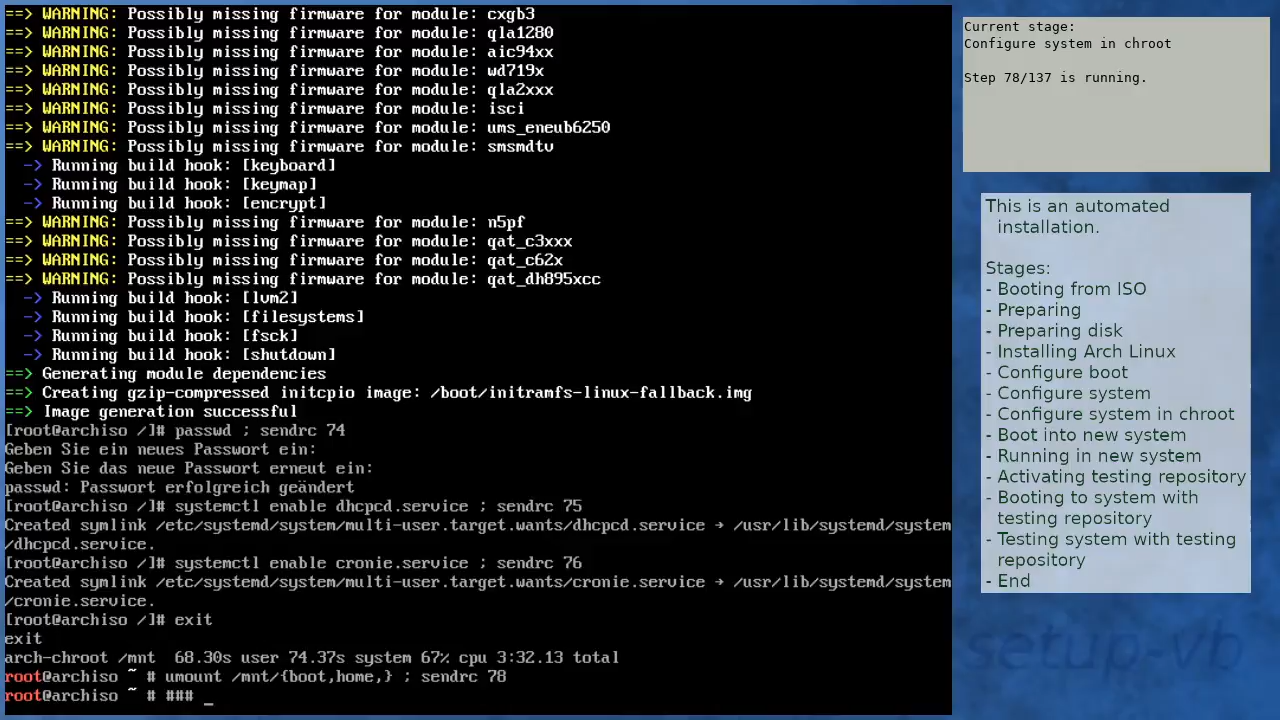 ==> WARNING: Possibly missing firmware for module: cxgb3
==> WARNING: Possibly missing firmware for module: qla1280
==> WARNING: Possibly missing firmware for module: aic94xx
==> WARNING: Possibly missing firmware for module: wd719x
==> WARNING: Possibly missing firmware for module: qla2xxx
==> WARNING: Possibly missing firmware for module: isci
==> WARNING: Possibly missing firmware for module: ums_eneub6250
==> WARNING: Possibly missing firmware for module: smsmdtv
  -> Running build hook: [keyboard]
  -> Running build hook: [keymap]
  -> Running build hook: [encrypt]
==> WARNING: Possibly missing firmware for module: n5pf
==> WARNING: Possibly missing firmware for module: qat_c3xxx
==> WARNING: Possibly missing firmware for module: qat_c62x
==> WARNING: Possibly missing firmware for module: qat_dh895xcc
  -> Running build hook: [lvm2]
  -> Running build hook: [filesystems]
  -> Running build hook: [fsck]
  -> Running build hook: [shutdown]
==> Generating module dependencies
==> Creating gzip-compressed initcpio image: /boot/initramfs-linux-fallback.img
==> Image generation successful
[root@archiso /]# passwd ; sendrc 74
Geben Sie ein neues Passwort ein:
Geben Sie das neue Passwort erneut ein:
passwd: Passwort erfolgreich geändert
[root@archiso /]# systemctl enable dhcpcd.service ; sendrc 75
Created symlink /etc/systemd/system/multi-user.target.wants/dhcpcd.service → /usr/lib/systemd/system
/dhcpcd.service.
[root@archiso /]# systemctl enable cronie.service ; sendrc 76
Created symlink /etc/systemd/system/multi-user.target.wants/cronie.service → /usr/lib/systemd/system
/cronie.service.
[root@archiso /]# exit
exit
arch-chroot /mnt  68.30s user 74.37s system 67% cpu 3:32.13 total
root@archiso ~ # umount /mnt/{boot,home,} ; sendrc 78
root@archiso ~ # ### _
Current stage:
Configure system in chroot
Step 78/137 is running.
This is an automated
installation.
Stages:
- Booting from ISO
- Preparing
- Preparing disk
- Installing Arch Linux
- Configure boot
- Configure system
- Configure system in chroot
- Boot into new system
- Running in new system
- Activating testing repository
- Booting to system with
testing repository
- Testing system with testing
repository
- End
setup-vb